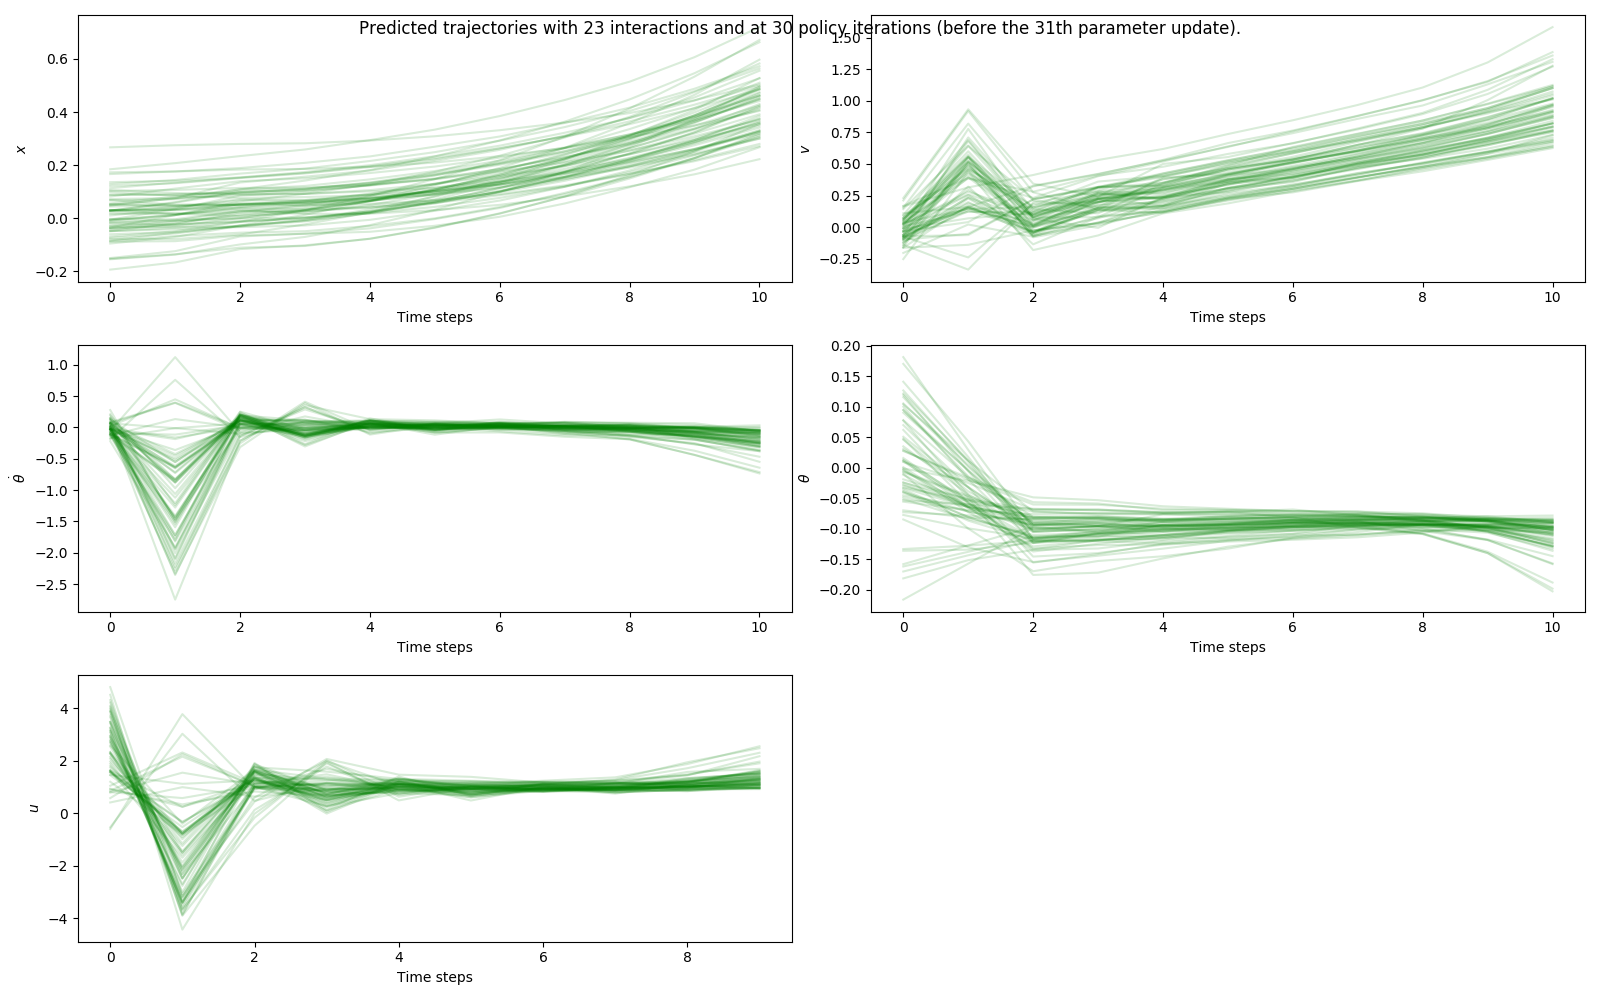 Predicted trajectories with 23 interactions and at 30 policy iterations (before the 31th parameter update).
x
0.6
0.4
0.2
0.0
−0.2
0 2 4 6 8 10
Time steps
v
1.50
1.25
1.00
0.75
0.50
0.25
0.00
−0.25
0 2 4 6 8 10
Time steps
θ̇
1.0
0.5
0.0
−0.5
−1.0
−1.5
−2.0
−2.5
0 2 4 6 8 10
Time steps
θ
0.20
0.15
0.10
0.05
0.00
−0.05
−0.10
−0.15
−0.20
0 2 4 6 8 10
Time steps
u
4
2
0
−2
−4
0 2 4 6 8
Time steps